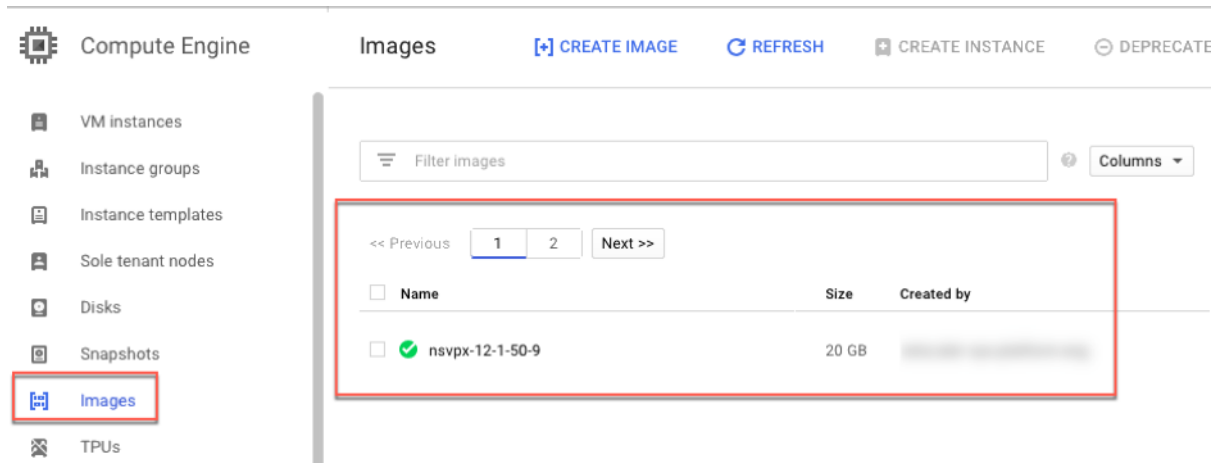 Compute Engine
Images [+] CREATE IMAGE REFRESH CREATE INSTANCE DEPRECATE
VM instances
Instance groups
Instance templates
Sole tenant nodes
Disks
Snapshots
Images
TPUs
Filter images
Columns
<< Previous 1 2 Next >>
Name Size Created by
nsvpx-12-1-50-9 20 GB